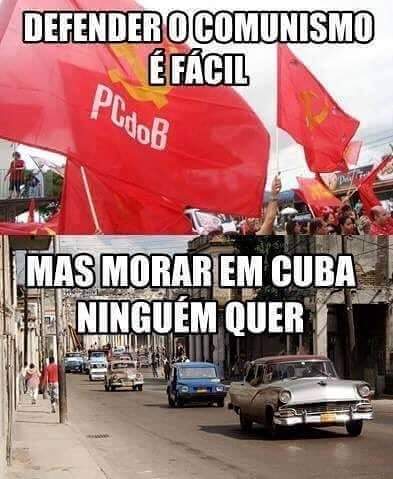 DEFENDER O COMUNISMO
É FÁCIL
PCdoB
MAS MORAR EM CUBA
NINGUÉM QUER